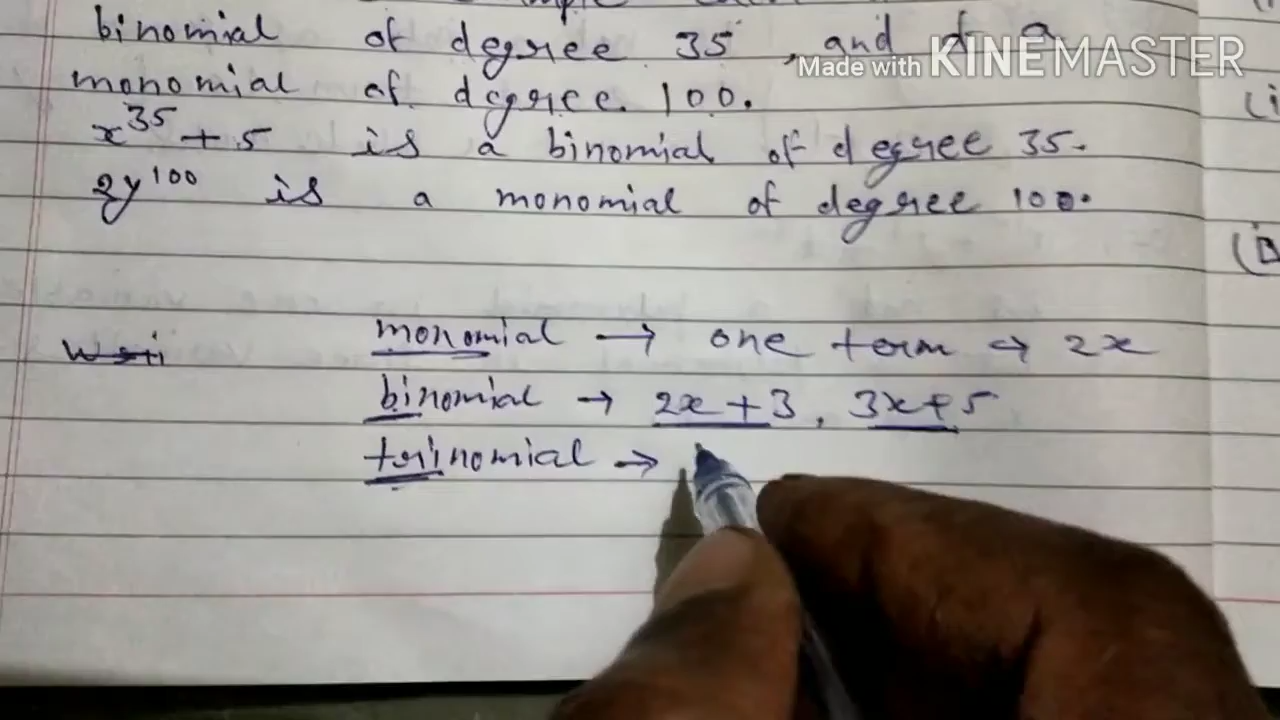 binomial of degree 35, and of a
monomial of degree 100.
Made with KINEMASTER
x³⁵ + 5 is a binomial of degree 35.
2y¹⁰⁰ is a monomial of degree 100.
monomial → one term → 2x
binomial → 2x + 3, 3x + 5
trinomial →